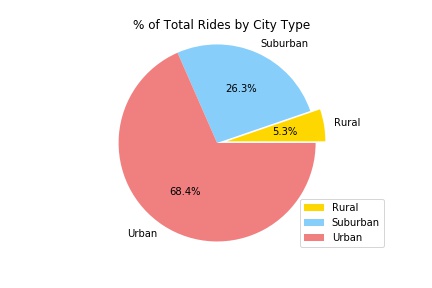 % of Total Rides by City Type
Suburban
26.3%
Rural
5.3%
68.4%
Urban
Rural
Suburban
Urban